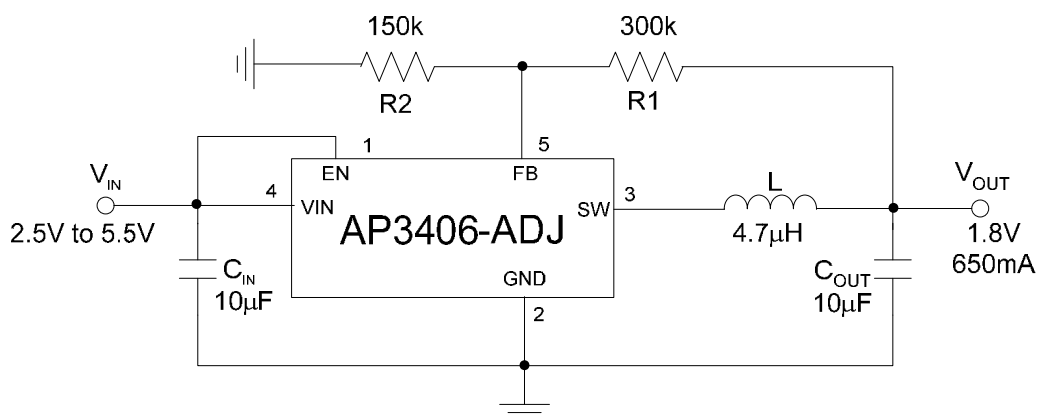 150k
300k
R2
R1
1
5
EN
FB
V_IN
4
VIN
SW
3
L
V_OUT
AP3406-ADJ
2.5V to 5.5V
4.7μH
1.8V
650mA
C_IN
10μF
GND
2
C_OUT
10μF